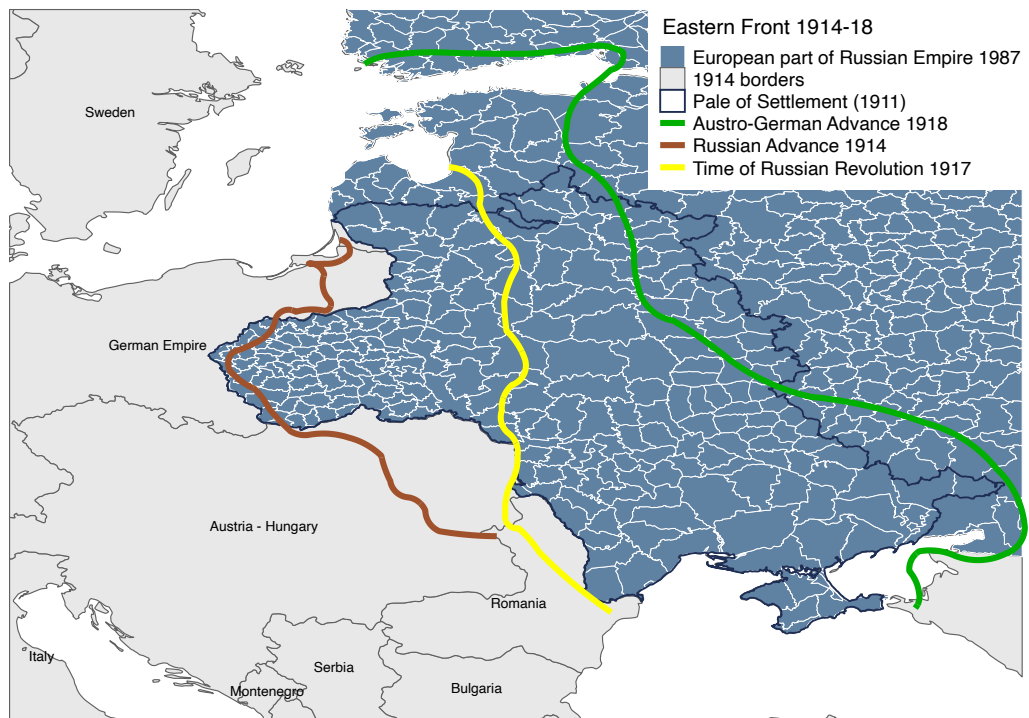 Eastern Front 1914-18
European part of Russian Empire 1987
1914 borders
Pale of Settlement (1911)
Austro-German Advance 1918
Russian Advance 1914
Time of Russian Revolution 1917
Sweden
German Empire
Austria - Hungary
Romania
Italy
Serbia
Montenegro
Bulgaria